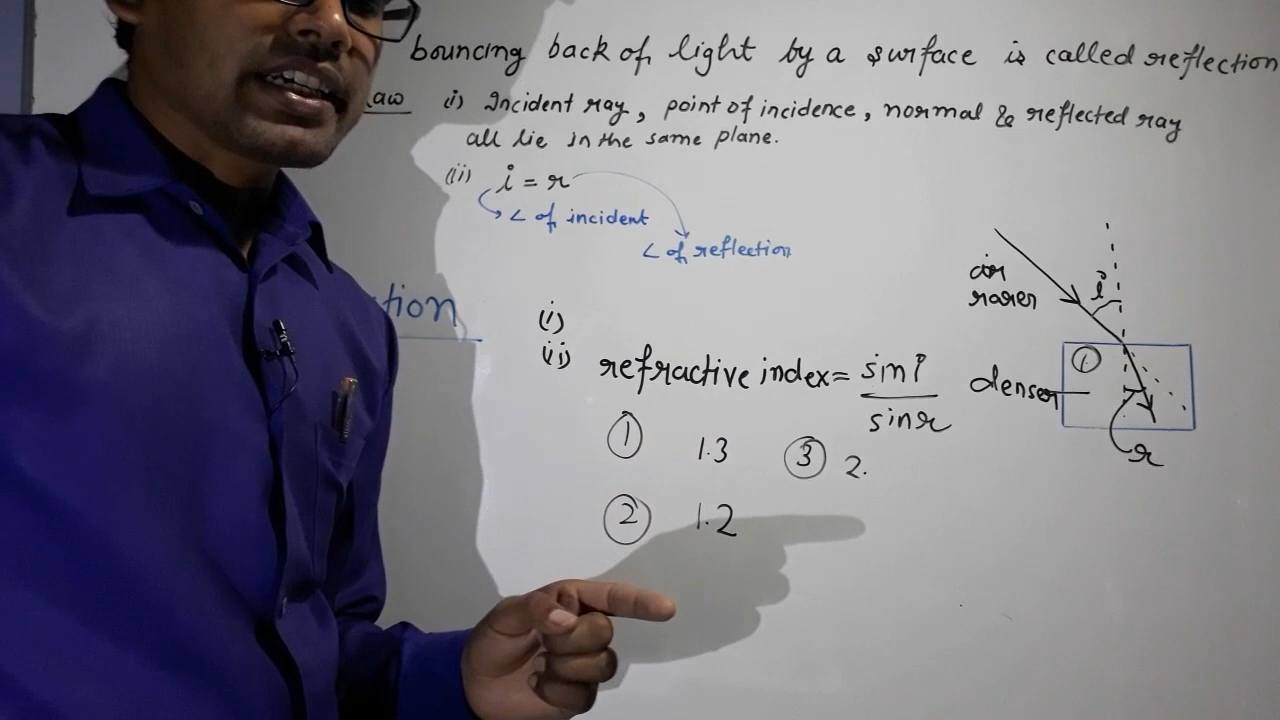 bouncing back of light by a surface is called reflection
Law (i) Incident ray, point of incidence, normal & reflected ray
all lie in the same plane.
(ii) i = r
∠ of incident
∠ of reflection
tion
(i)
(ii) refractive index = sin i / sin r
① 1.3 ③ 2.
② 1.2
air
rarer
i
①
denser
r